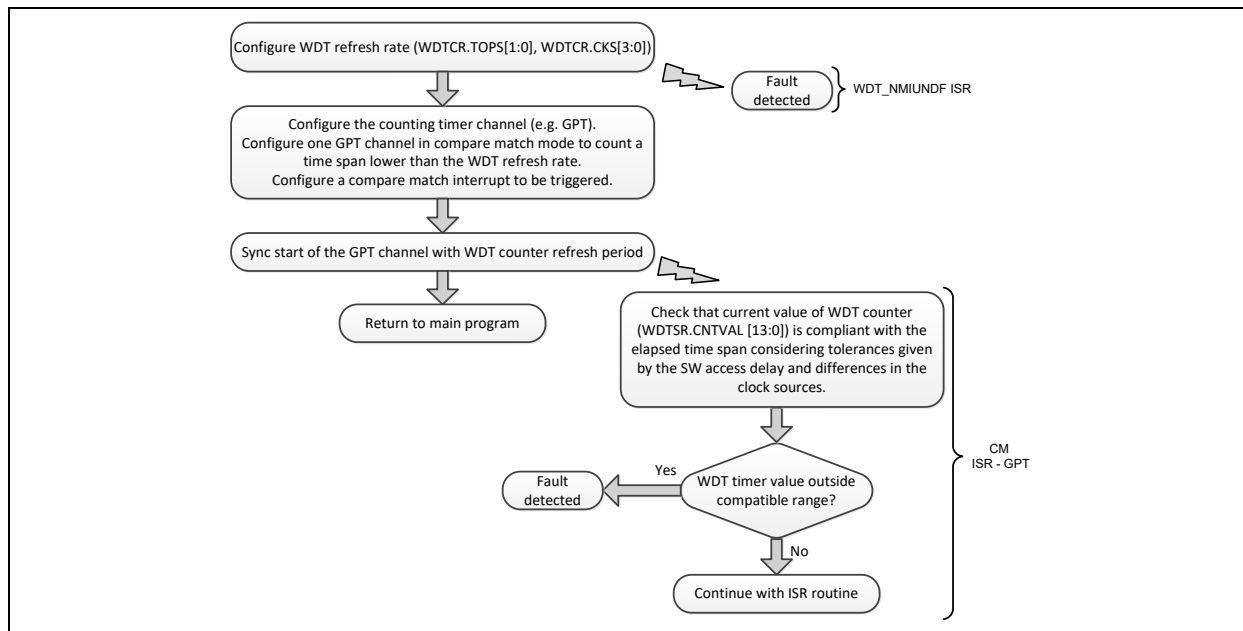 Configure WDT refresh rate (WDTCR.TOPS[1:0], WDTCR.CKS[3:0])
Fault
detected
WDT_NMIUNDF ISR
Configure the counting timer channel (e.g. GPT).
Configure one GPT channel in compare match mode to count a
time span lower than the WDT refresh rate.
Configure a compare match interrupt to be triggered.
Sync start of the GPT channel with WDT counter refresh period
Return to main program
Check that current value of WDT counter
(WDTSR.CNTVAL [13:0]) is compliant with the
elapsed time span considering tolerances given
by the SW access delay and differences in the
clock sources.
CM
ISR - GPT
Yes
Fault
detected
WDT timer value outside
compatible range?
No
Continue with ISR routine